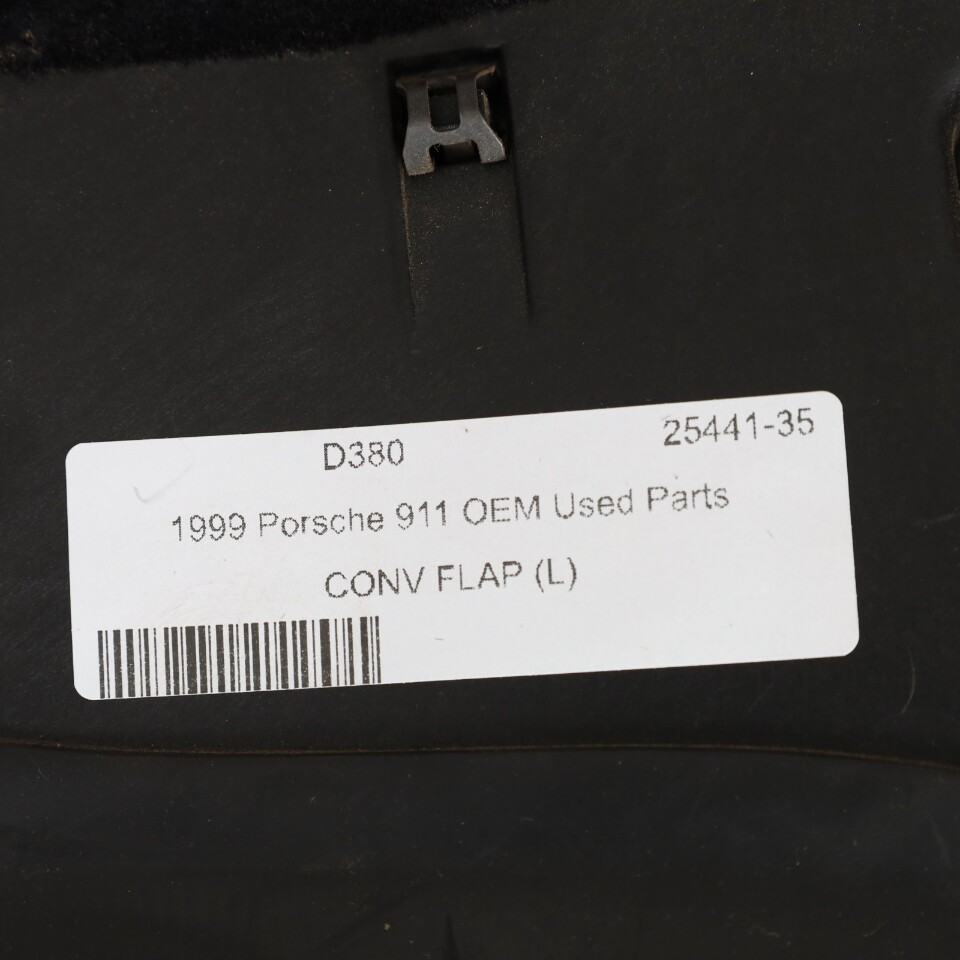 D380 25441-35
1999 Porsche 911 OEM Used Parts
CONV FLAP (L)